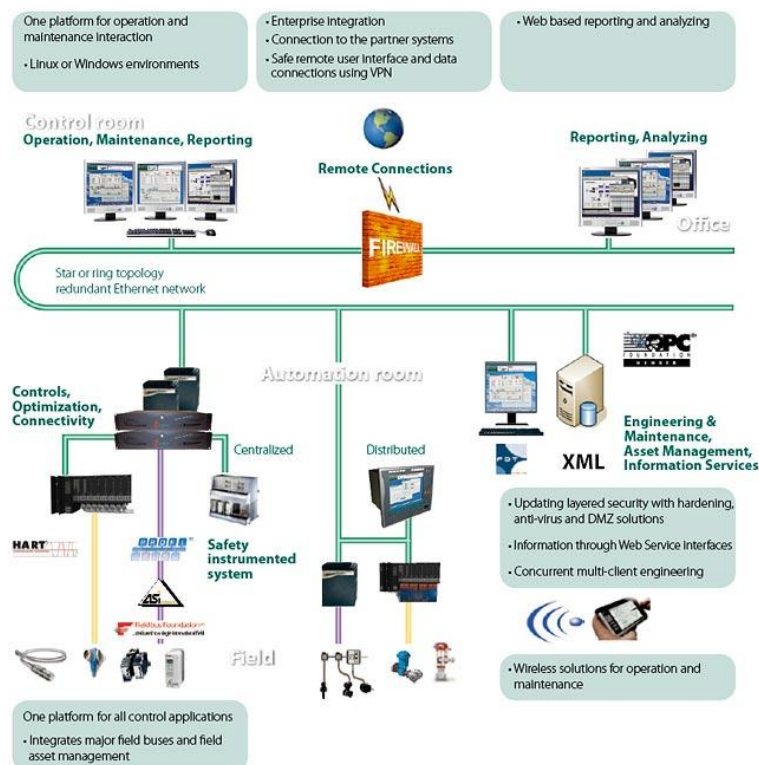 One platform for operation and
maintenance interaction
• Linux or Windows environments
• Enterprise integration
• Connection to the partner systems
• Safe remote user interface and data
connections using VPN
• Web based reporting and analyzing
Control room
Operation, Maintenance, Reporting
Remote Connections
Reporting, Analyzing
Office
FIREWALL
Star or ring topology
redundant Ethernet network
Automation room
OPC
FOUNDATION
MEMBER
Controls,
Optimization,
Connectivity
Centralized
Distributed
FDT
XML
Engineering &
Maintenance,
Asset Management,
Information Services
HART
PROFI
BUS
Safety
instrumented
system
ASi
Fieldbus Foundation
Field
• Updating layered security with hardening,
anti-virus and DMZ solutions
• Information through Web Service interfaces
• Concurrent multi-client engineering
• Wireless solutions for operation and
maintenance
One platform for all control applications
• Integrates major field buses and field
asset management